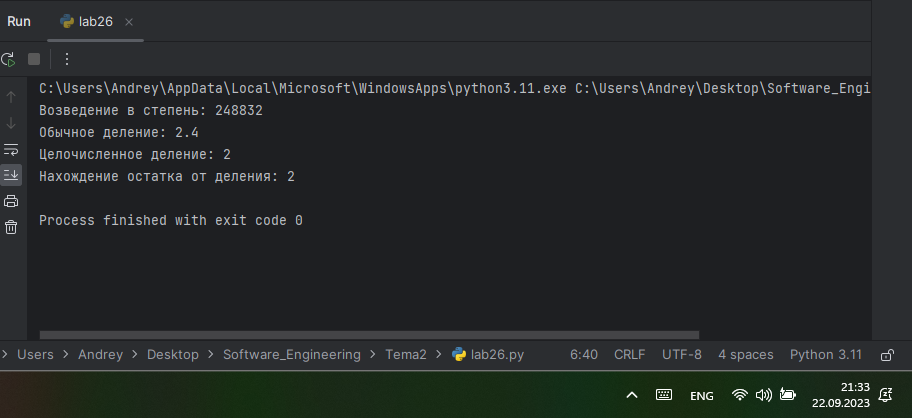 Run lab26
C:\Users\Andrey\AppData\Local\Microsoft\WindowsApps\python3.11.exe C:\Users\Andrey\Desktop\Software_Engi
Возведение в степень: 248832
Обычное деление: 2.4
Целочисленное деление: 2
Нахождение остатка от деления: 2
Process finished with exit code 0
Users Andrey Desktop Software_Engineering Tema2 lab26.py 6:40 CRLF UTF-8 4 spaces Python 3.11
ENG 21:33
22.09.2023